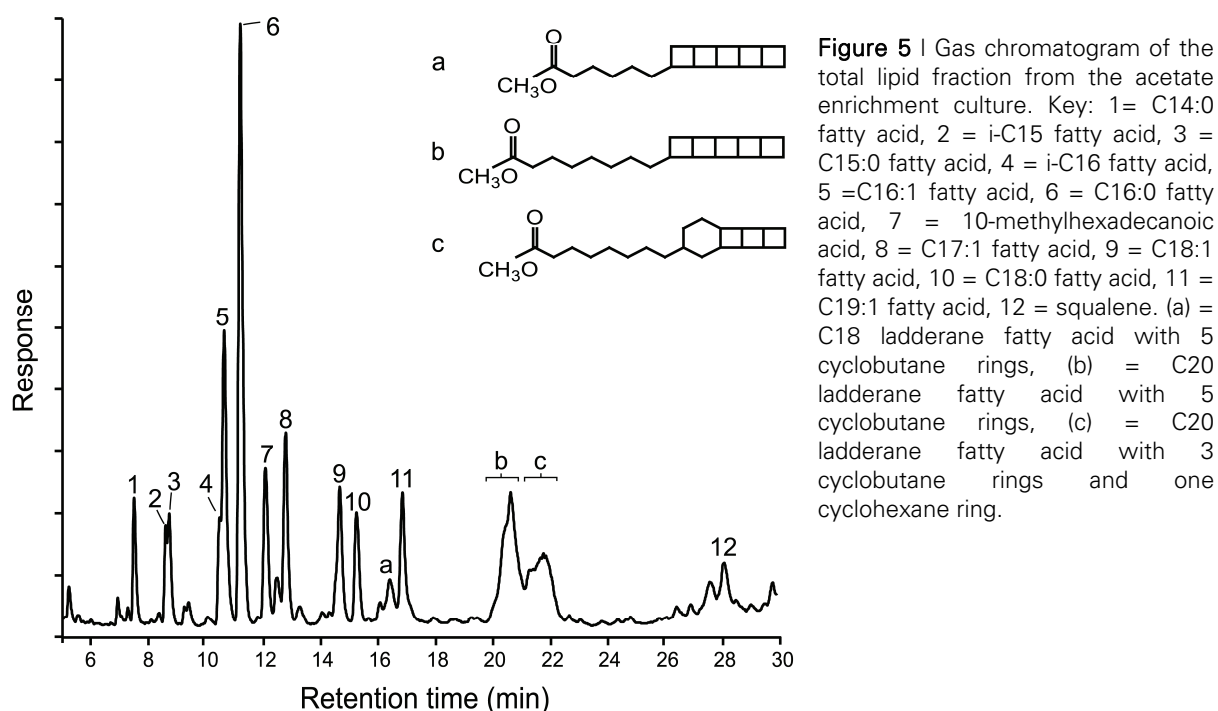 6
5
8
7
1
3
2
4
9
10
11
a
b
c
12
a
O
CH3O
b
O
CH3O
c
O
CH3O
Response
6 8 10 12 14 16 18 20 22 24 26 28 30
Retention time (min)
Figure 5 | Gas chromatogram of the
total lipid fraction from the acetate
enrichment culture. Key: 1= C14:0
fatty acid, 2 = i-C15 fatty acid, 3 =
C15:0 fatty acid, 4 = i-C16 fatty acid,
5 =C16:1 fatty acid, 6 = C16:0 fatty
acid, 7 = 10-methylhexadecanoic
acid, 8 = C17:1 fatty acid, 9 = C18:1
fatty acid, 10 = C18:0 fatty acid, 11 =
C19:1 fatty acid, 12 = squalene. (a) =
C18 ladderane fatty acid with 5
cyclobutane rings, (b) = C20
ladderane fatty acid with 5
cyclobutane rings, (c) = C20
ladderane fatty acid with 3
cyclobutane rings and one
cyclohexane ring.